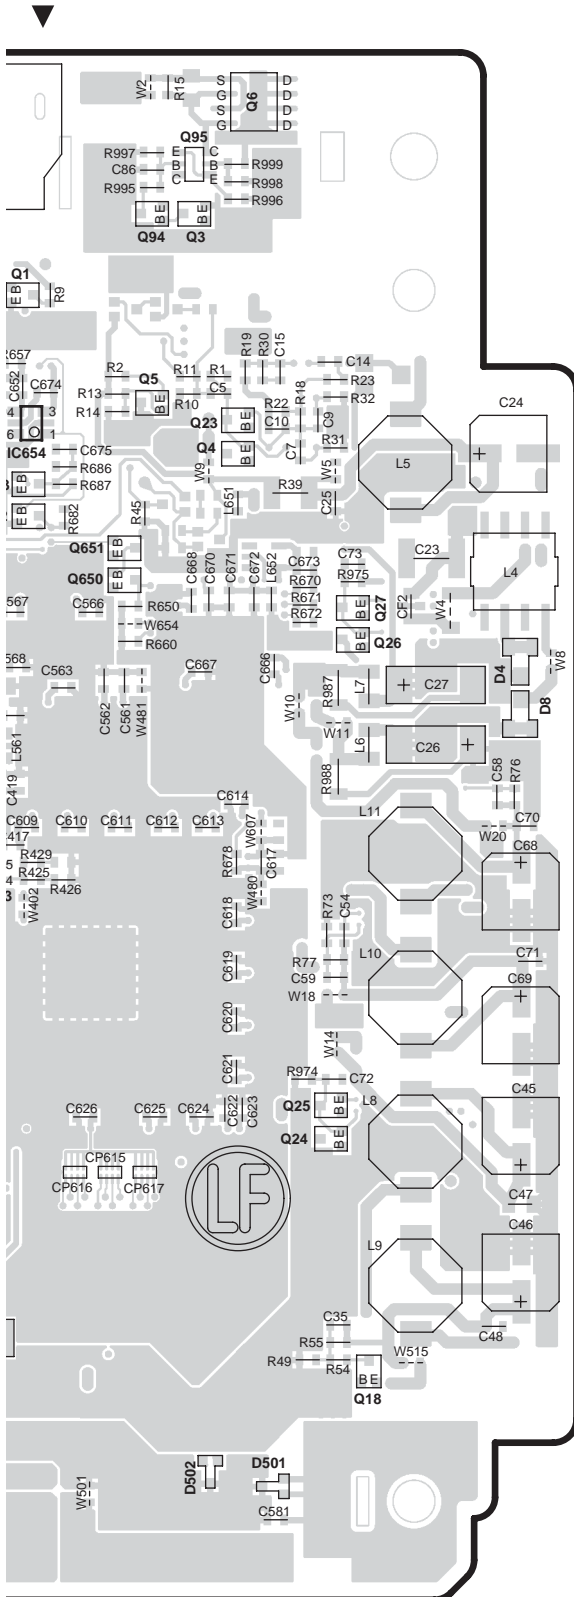 W2
R15
S
G
S
G
Q6
D
D
D
D
Q95
R997
C86
R995
E
B
C
C
B
E
R999
R998
R996
B E
B E
Q94
Q3
Q1
E B
R9
R657
C652
C674
4
3
6
1
IC654
C675
R686
R687
R682
R2
R13
R14
Q5
B E
R11
R1
R10
C5
R19
R30
C15
C14
R23
R32
R18
R22
C10
C9
Q23
B E
Q4
B E
C7
R31
W9
W5
L5
C24
R45
L651
R39
C25
Q651
E B
Q650
E B
C668
C670
C671
C672
L652
C673
R670
R671
R672
C73
R975
C23
L4
Q27
B E
Q26
B E
CF2
W4
567
C566
R650
W654
R660
568
C563
C562
C561
W481
C667
C666
W10
R987
L7
C27
D4
W8
D8
W11
L6
C26
R988
L561
C419
C58
R76
C614
L11
C70
W20
C609
C610
C611
C612
C613
W607
417
R429
R425
R426
W402
R678
C617
W480
C68
C618
R73
C54
R77
C59
W18
L10
C71
C69
C619
C620
W14
C621
R974
C72
Q25
B E
Q24
B E
L8
C45
C626
C625
C624
C622
C623
CP615
CP616
CP617
LF
C47
C46
L9
C35
R55
R49
R54
W515
C48
B E
Q18
D502
D501
W501
C581